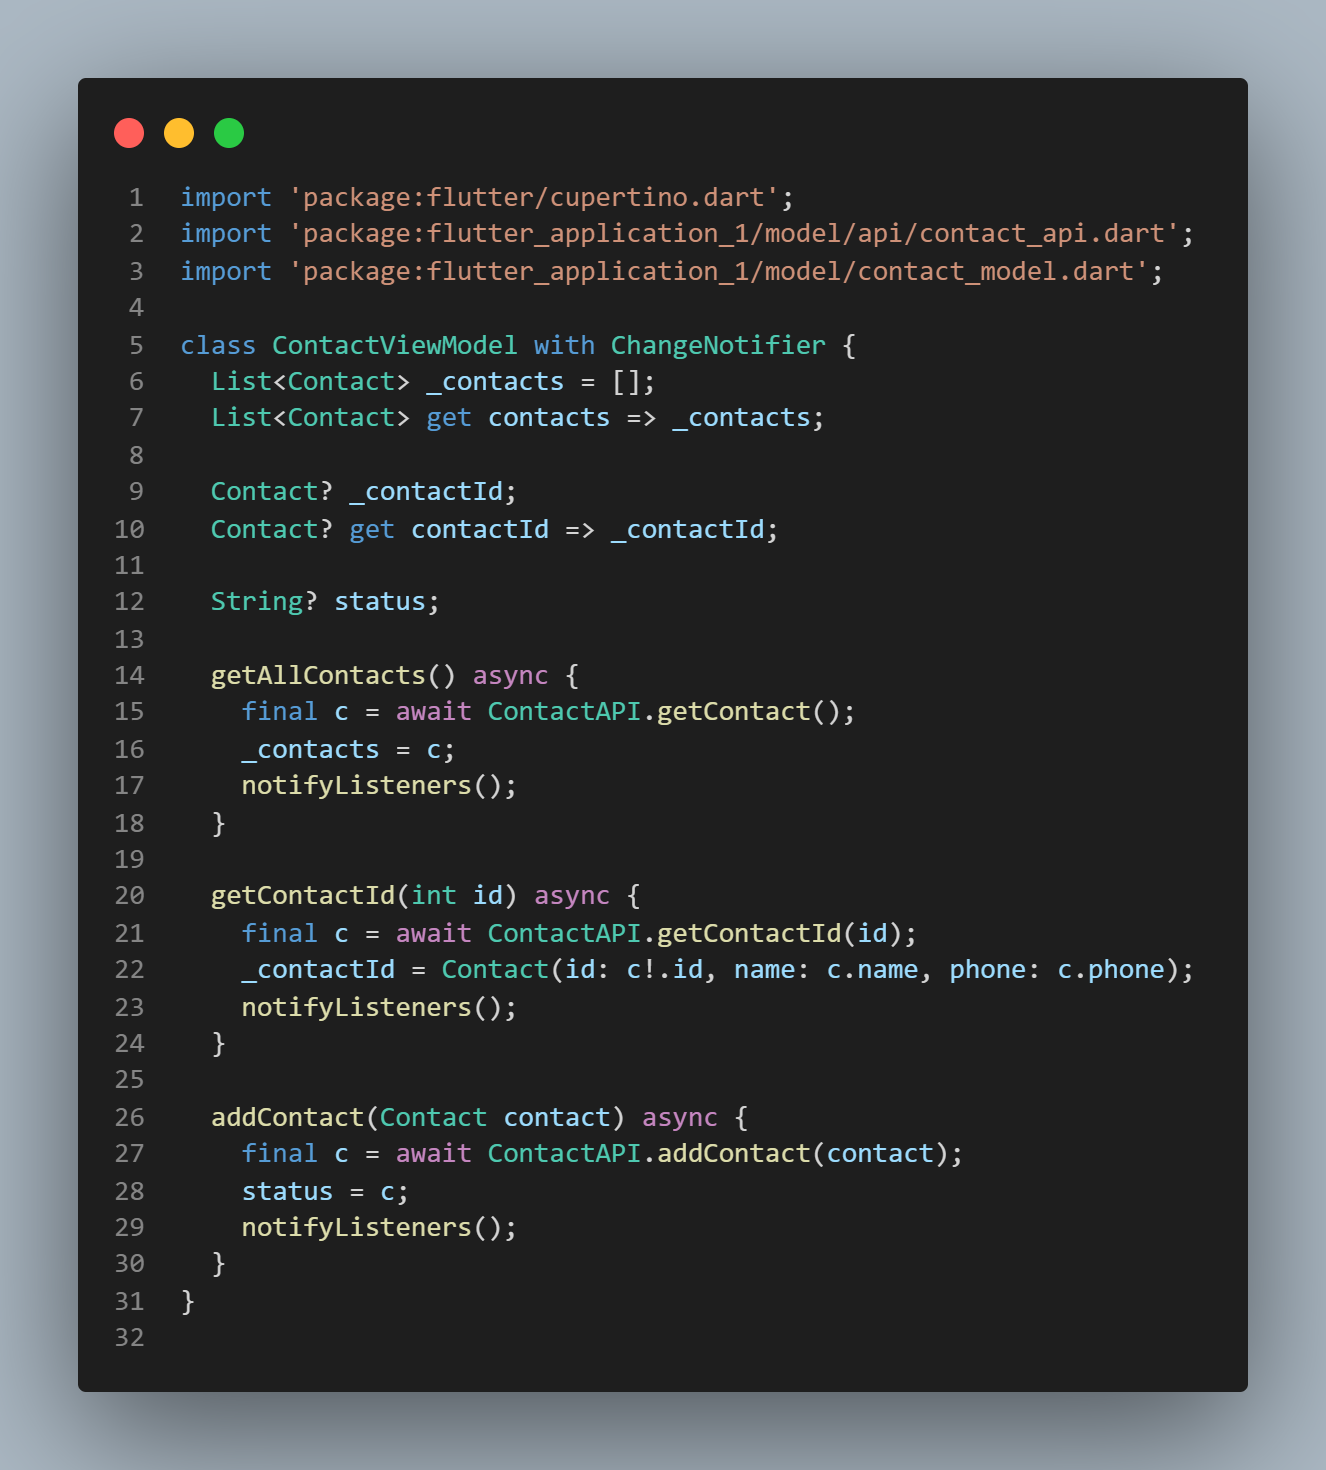 1 import 'package:flutter/cupertino.dart';
2 import 'package:flutter_application_1/model/api/contact_api.dart';
3 import 'package:flutter_application_1/model/contact_model.dart';
4
5 class ContactViewModel with ChangeNotifier {
6   List<Contact> _contacts = [];
7   List<Contact> get contacts => _contacts;
8
9   Contact? _contactId;
10   Contact? get contactId => _contactId;
11
12   String? status;
13
14   getAllContacts() async {
15     final c = await ContactAPI.getContact();
16     _contacts = c;
17     notifyListeners();
18   }
19
20   getContactId(int id) async {
21     final c = await ContactAPI.getContactId(id);
22     _contactId = Contact(id: c!.id, name: c.name, phone: c.phone);
23     notifyListeners();
24   }
25
26   addContact(Contact contact) async {
27     final c = await ContactAPI.addContact(contact);
28     status = c;
29     notifyListeners();
30   }
31 }
32